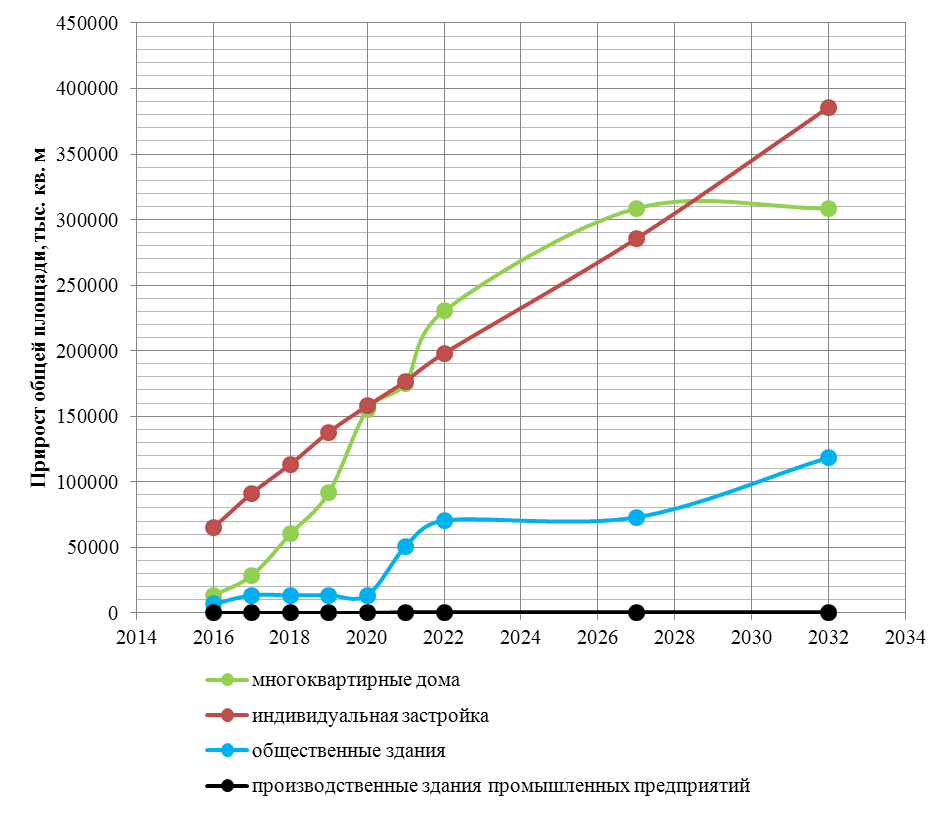 Прирост общей площади, тыс. кв. м
450000
400000
350000
300000
250000
200000
150000
100000
50000
0
2014 2016 2018 2020 2022 2024 2026 2028 2030 2032 2034
многоквартирные дома
индивидуальная застройка
общественные здания
производственные здания промышленных предприятий